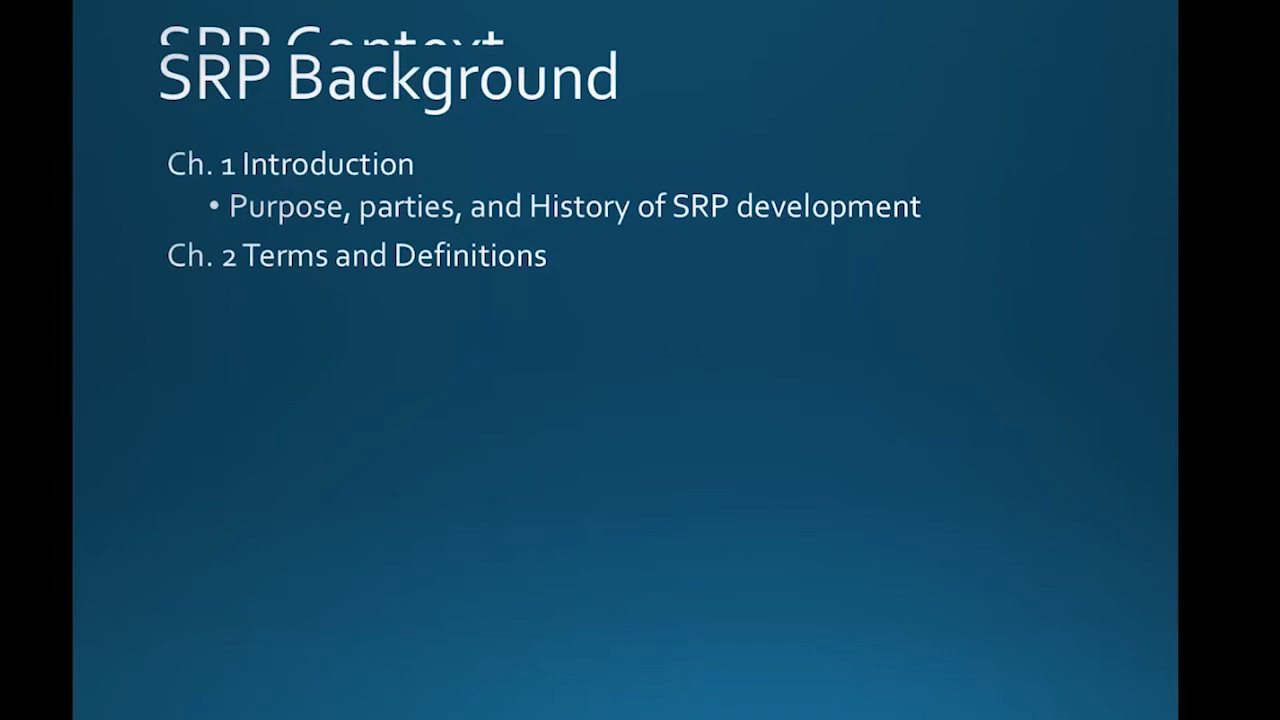 SRP Context
SRP Background
Ch. 1 Introduction
• Purpose, parties, and History of SRP development
Ch. 2 Terms and Definitions